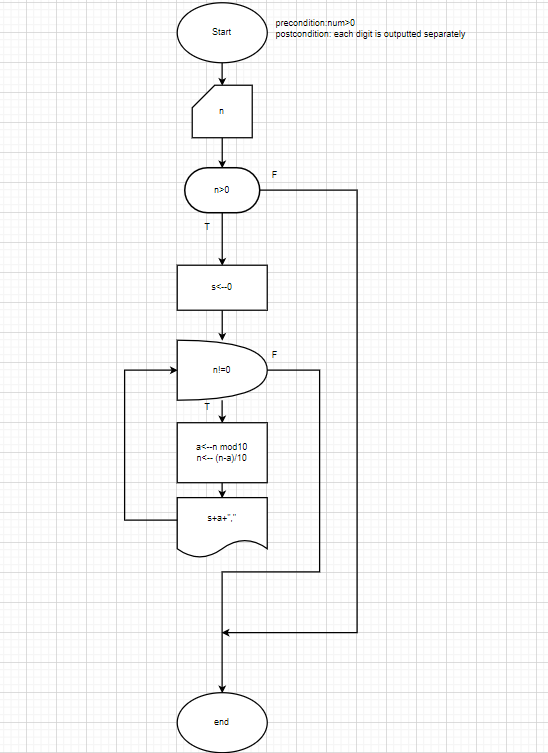 Start
precondition:num>0
postcondition: each digit is outputted separately
n
n>0
F
T
s<--0
n!=0
F
T
a<--n mod10
n<-- (n-a)/10
s+a+","
end